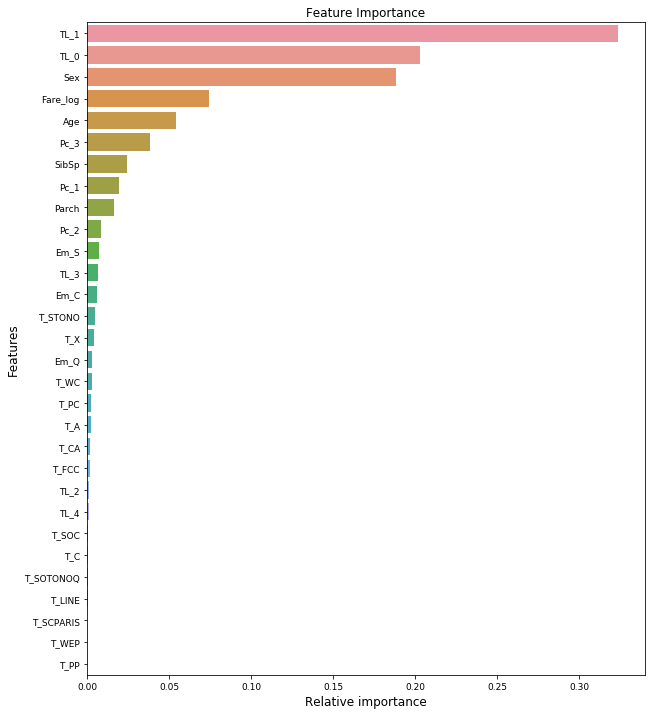 Feature Importance
TL_1
TL_0
Sex
Fare_log
Age
Pc_3
SibSp
Pc_1
Parch
Pc_2
Em_S
TL_3
Em_C
T_STONO
T_X
Em_Q
T_WC
T_PC
T_A
T_CA
T_FCC
TL_2
TL_4
T_SOC
T_C
T_SOTONOQ
T_LINE
T_SCPARIS
T_WEP
T_PP
Features
0.00 0.05 0.10 0.15 0.20 0.25 0.30
Relative importance